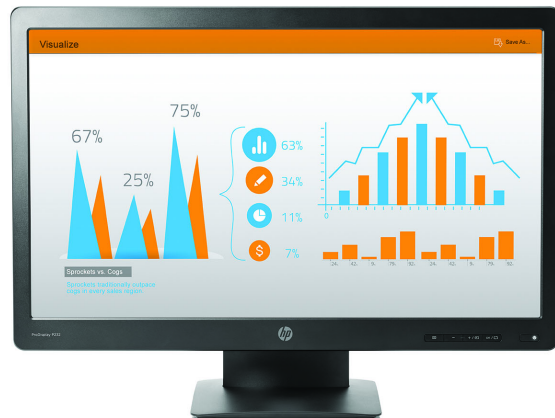 Visualize
Save As...
67%
25%
75%
63%
34%
11%
7%
0
Sprockets vs. Cogs
Sprockets traditionally outpace
cogs in every sales region.
hp
ProDisplay P232